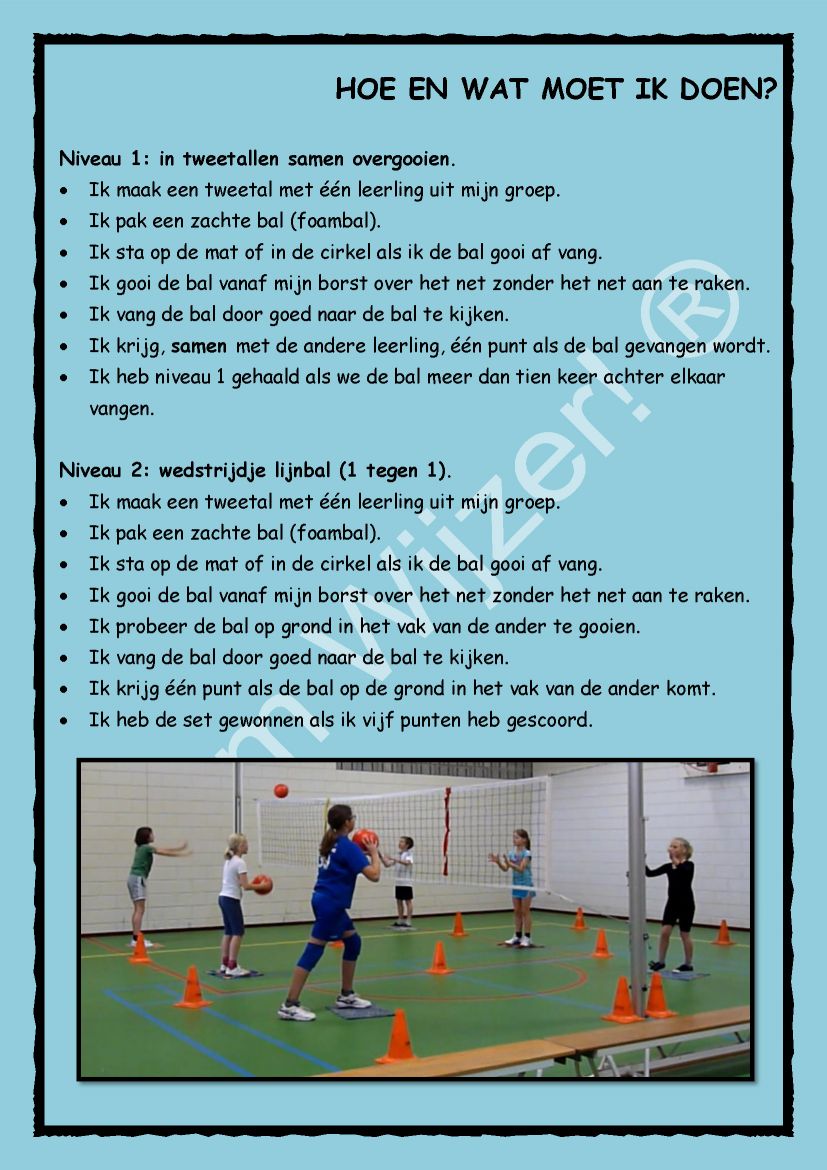 HOE EN WAT MOET IK DOEN?
Niveau 1: in tweetallen samen overgooien.
• Ik maak een tweetal met één leerling uit mijn groep.
• Ik pak een zachte bal (foambal).
• Ik sta op de mat of in de cirkel als ik de bal gooi af vang.
• Ik gooi de bal vanaf mijn borst over het net zonder het net aan te raken.
• Ik vang de bal door goed naar de bal te kijken.
• Ik krijg, samen met de andere leerling, één punt als de bal gevangen wordt.
• Ik heb niveau 1 gehaald als we de bal meer dan tien keer achter elkaar
vangen.
Niveau 2: wedstrijdje lijnbal (1 tegen 1).
• Ik maak een tweetal met één leerling uit mijn groep.
• Ik pak een zachte bal (foambal).
• Ik sta op de mat of in de cirkel als ik de bal gooi af vang.
• Ik gooi de bal vanaf mijn borst over het net zonder het net aan te raken.
• Ik probeer de bal op grond in het vak van de ander te gooien.
• Ik vang de bal door goed naar de bal te kijken.
• Ik krijg één punt als de bal op de grond in het vak van de ander komt.
• Ik heb de set gewonnen als ik vijf punten heb gescoord.
m Wijzer! ®